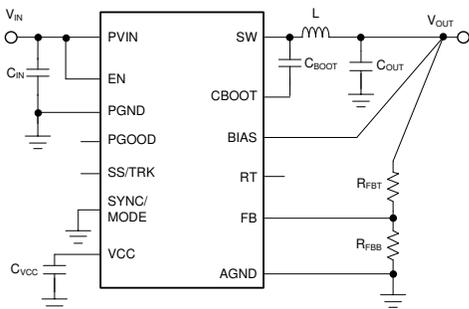 VIN
PVIN
SW
L
VOUT
CIN
EN
CBOOT
COUT
PGND
CBOOT
PGOOD
BIAS
SS/TRK
RT
RFBT
SYNC/
MODE
FB
RFBB
CVCC
VCC
AGND